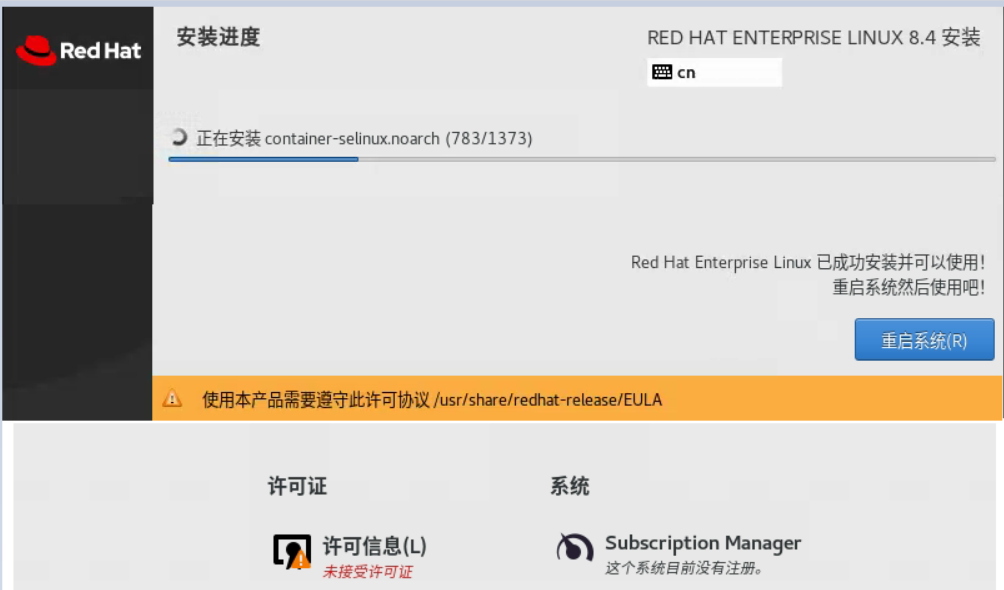 Red Hat
安装进度
RED HAT ENTERPRISE LINUX 8.4 安装
cn
正在安装 container-selinux.noarch (783/1373)
Red Hat Enterprise Linux 已成功安装并可以使用!
重启系统然后使用吧!
重启系统(R)
使用本产品需要遵守此许可协议 /usr/share/redhat-release/EULA
许可证
系统
许可信息(L)
未接受许可证
Subscription Manager
这个系统目前没有注册。